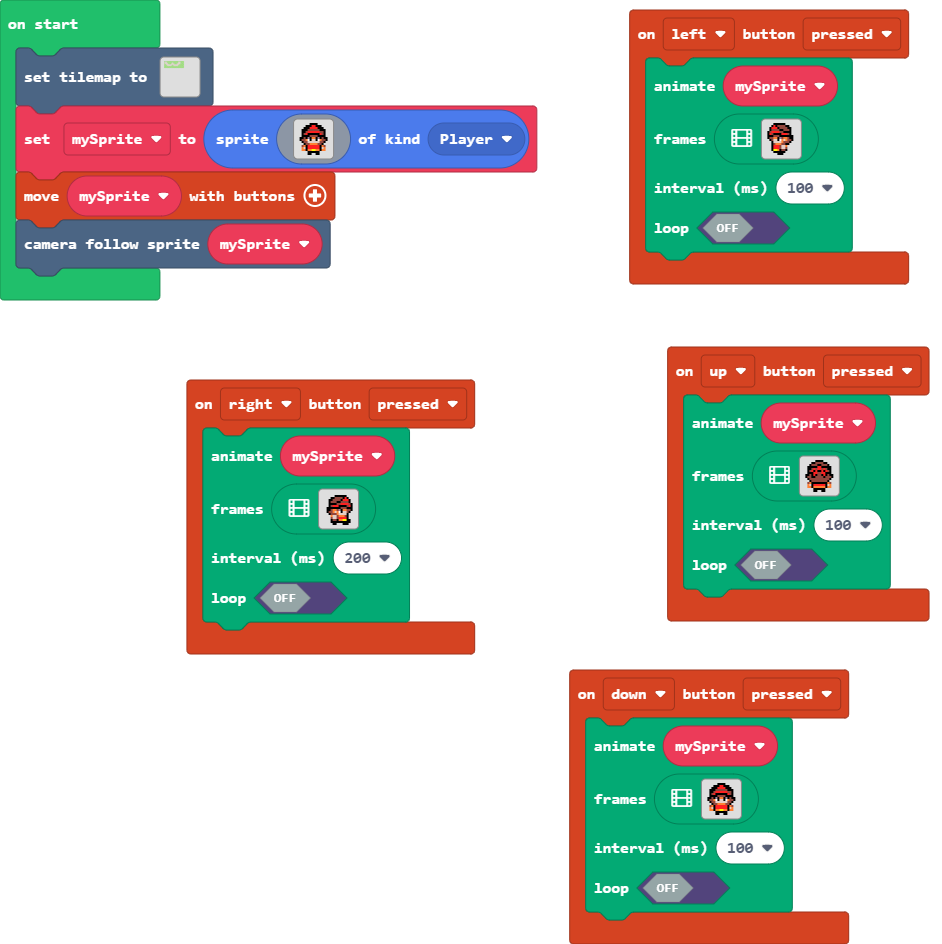 on start
set tilemap to
set mySprite to sprite of kind Player
move mySprite with buttons
camera follow sprite mySprite
on left button pressed
animate mySprite
frames
interval (ms) 100
loop OFF
on right button pressed
animate mySprite
frames
interval (ms) 200
loop OFF
on up button pressed
animate mySprite
frames
interval (ms) 100
loop OFF
on down button pressed
animate mySprite
frames
interval (ms) 100
loop OFF